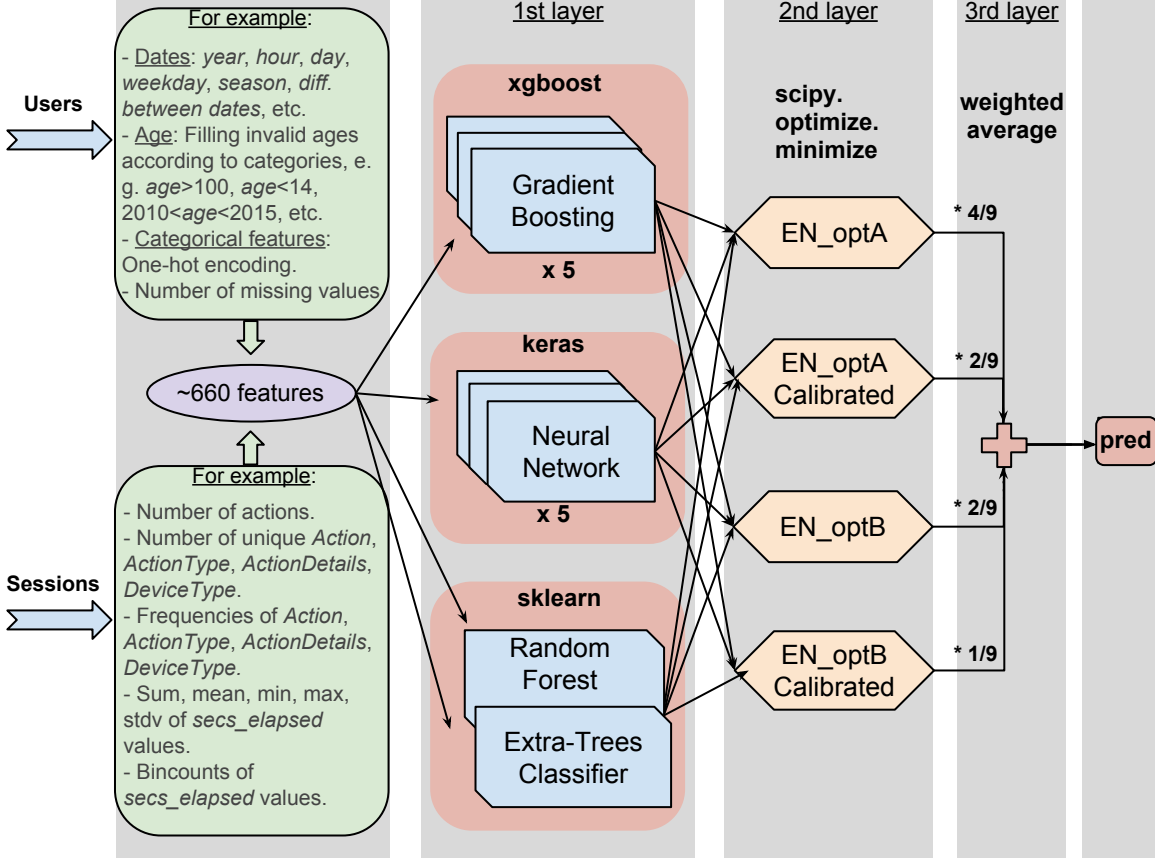 Users
For example:
- Dates: year, hour, day,
weekday, season, diff.
between dates, etc.
- Age: Filling invalid ages
according to categories, e.
g. age>100, age<14,
2010<age<2015, etc.
- Categorical features:
One-hot encoding.
- Number of missing values
~660 features
Sessions
For example:
- Number of actions.
- Number of unique Action,
ActionType, ActionDetails,
DeviceType.
- Frequencies of Action,
ActionType, ActionDetails,
DeviceType.
- Sum, mean, min, max,
stdv of secs_elapsed
values.
- Bincounts of
secs_elapsed values.
1st layer
xgboost
Gradient
Boosting
x 5
keras
Neural
Network
x 5
sklearn
Random
Forest
Extra-Trees
Classifier
2nd layer
scipy.
optimize.
minimize
EN_optA
EN_optA
Calibrated
EN_optB
EN_optB
Calibrated
3rd layer
weighted
average
* 4/9
* 2/9
* 2/9
* 1/9
pred